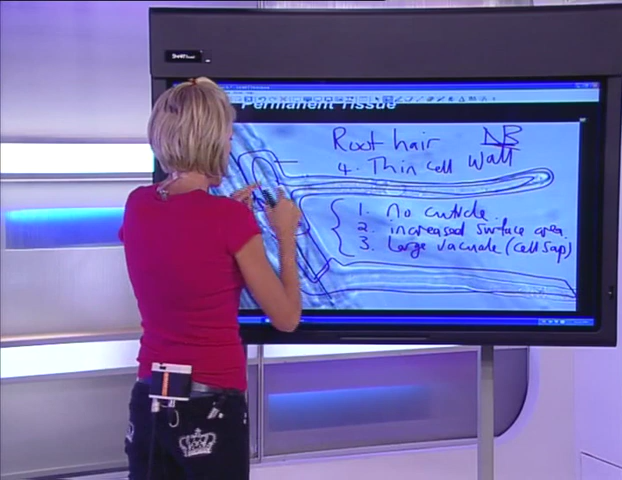 SMART
Permanent Tissue
Root hair NB
4. Thin cell wall
1. no cuticle.
2. increased surface area.
3. Large vacuole (cell sap)